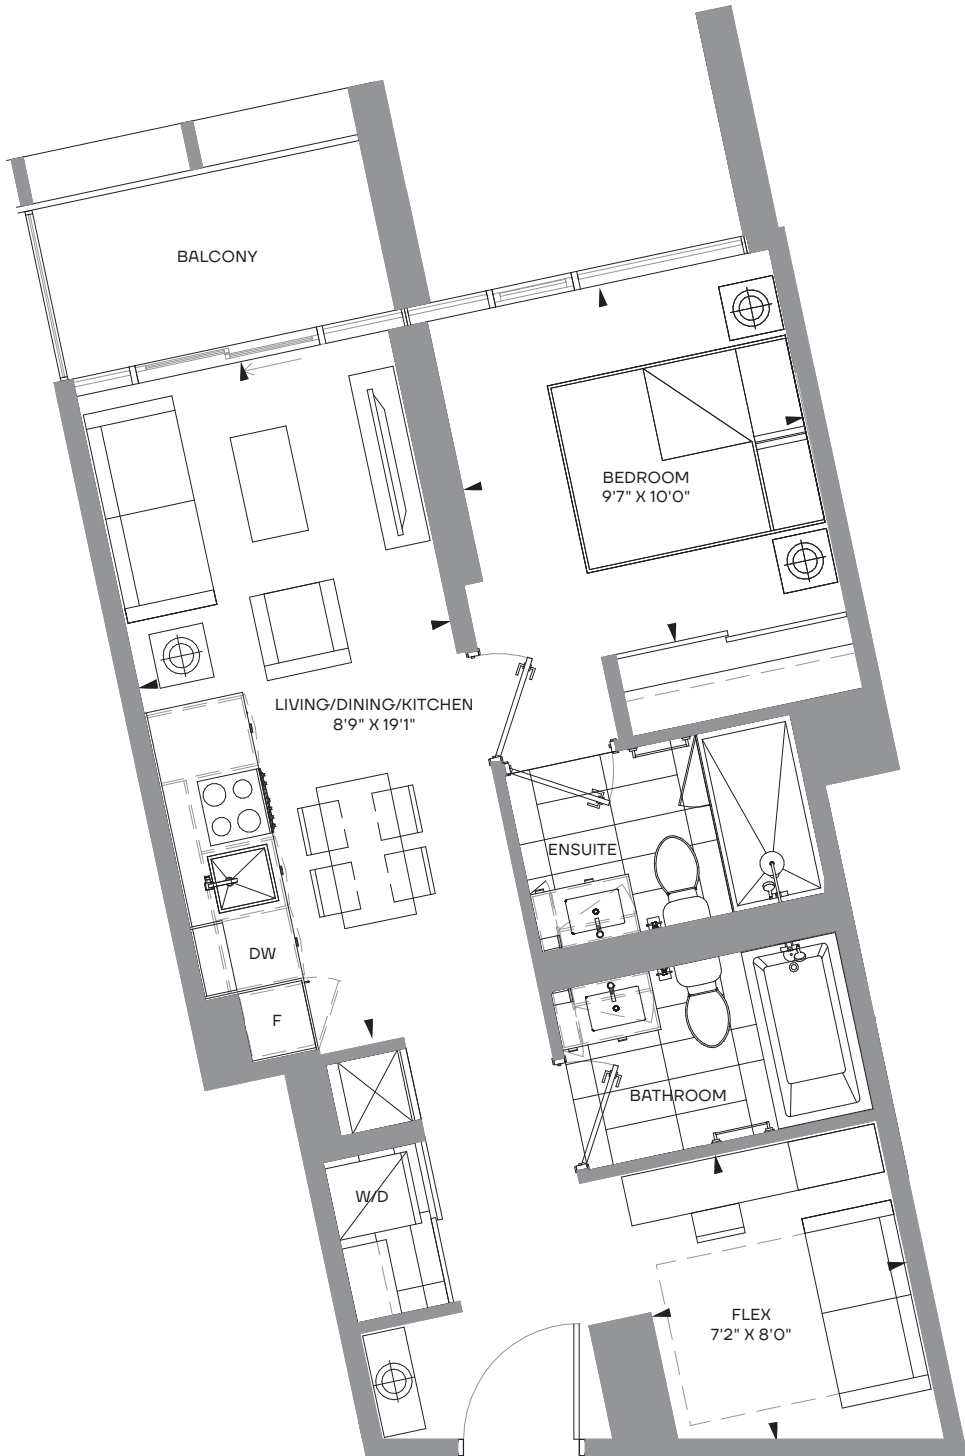 BALCONY
BEDROOM
9'7" X 10'0"
LIVING/DINING/KITCHEN
8'9" X 19'1"
ENSUITE
DW
F
BATHROOM
W/D
FLEX
7'2" X 8'0"